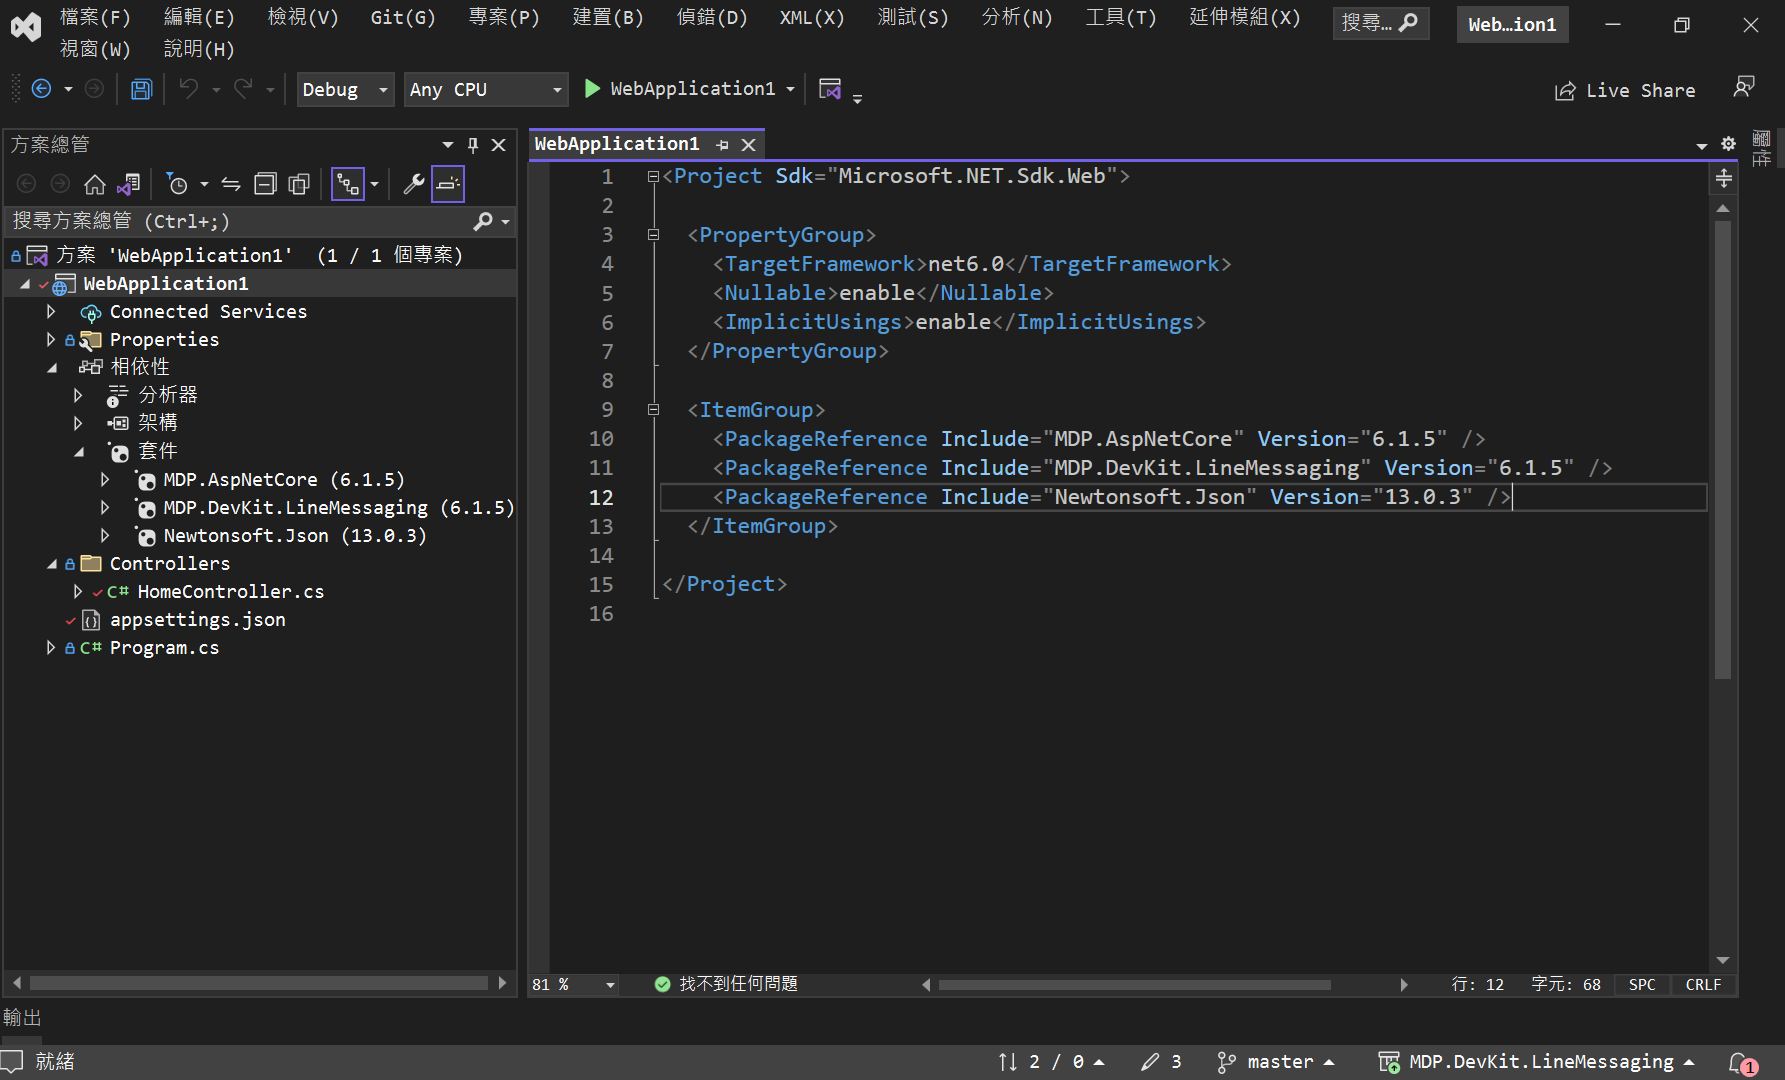 檔案(F) 編輯(E) 檢視(V) Git(G) 專案(P) 建置(B) 偵錯(D) XML(X) 測試(S) 分析(N) 工具(T) 延伸模組(X) 搜尋… Web…ion1
視窗(W) 說明(H)
Debug Any CPU WebApplication1 Live Share
方案總管
搜尋方案總管 (Ctrl+;)
方案 'WebApplication1' (1 / 1 個專案)
WebApplication1
Connected Services
Properties
相依性
分析器
架構
套件
MDP.AspNetCore (6.1.5)
MDP.DevKit.LineMessaging (6.1.5)
Newtonsoft.Json (13.0.3)
Controllers
C# HomeController.cs
appsettings.json
C# Program.cs
WebApplication1
1 <Project Sdk="Microsoft.NET.Sdk.Web">
2
3 <PropertyGroup>
4 <TargetFramework>net6.0</TargetFramework>
5 <Nullable>enable</Nullable>
6 <ImplicitUsings>enable</ImplicitUsings>
7 </PropertyGroup>
8
9 <ItemGroup>
10 <PackageReference Include="MDP.AspNetCore" Version="6.1.5" />
11 <PackageReference Include="MDP.DevKit.LineMessaging" Version="6.1.5" />
12 <PackageReference Include="Newtonsoft.Json" Version="13.0.3" />
13 </ItemGroup>
14
15 </Project>
16
屬性
81 % 找不到任何問題 行: 12 字元: 68 SPC CRLF
輸出
就緒 2 / 0 3 master MDP.DevKit.LineMessaging 1